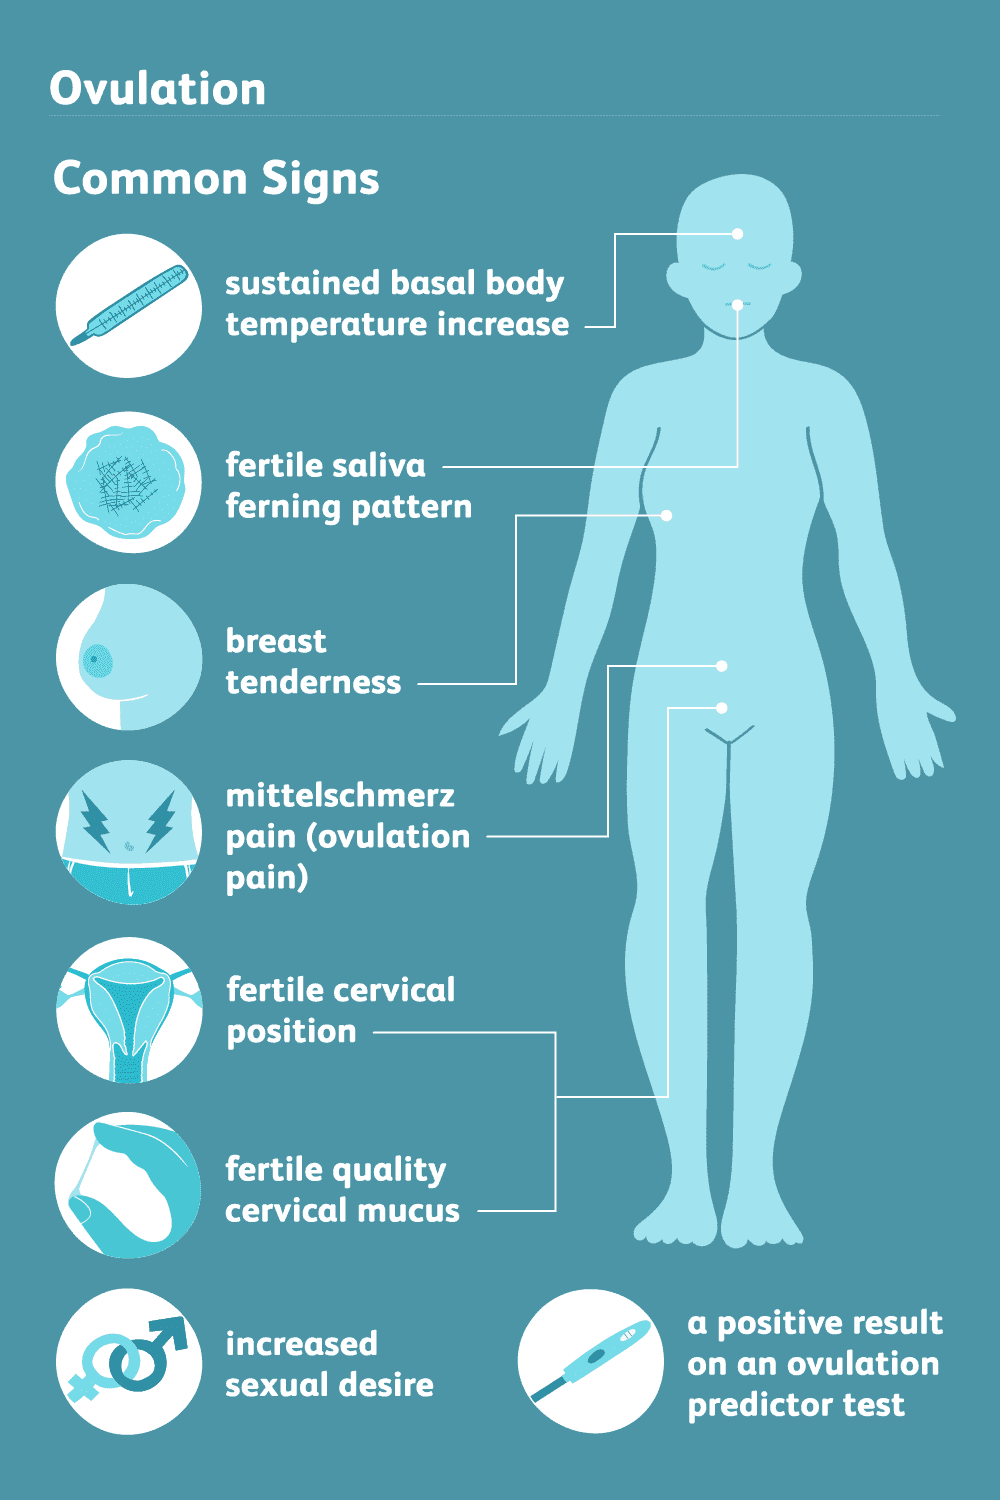 Ovulation
Common Signs
sustained basal body
temperature increase
fertile saliva
ferning pattern
breast
tenderness
mittelschmerz
pain (ovulation
pain)
fertile cervical
position
fertile quality
cervical mucus
increased
sexual desire
a positive result
on an ovulation
predictor test